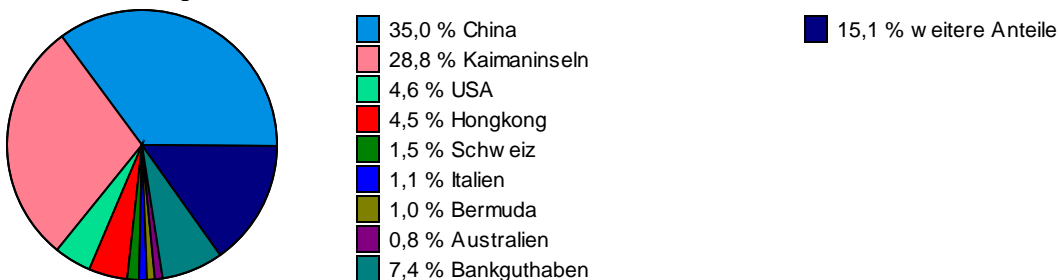 35,0 % China
28,8 % Kaimaninseln
4,6 % USA
4,5 % Hongkong
1,5 % Schweiz
1,1 % Italien
1,0 % Bermuda
0,8 % Australien
7,4 % Bankguthaben
15,1 % weitere Anteile